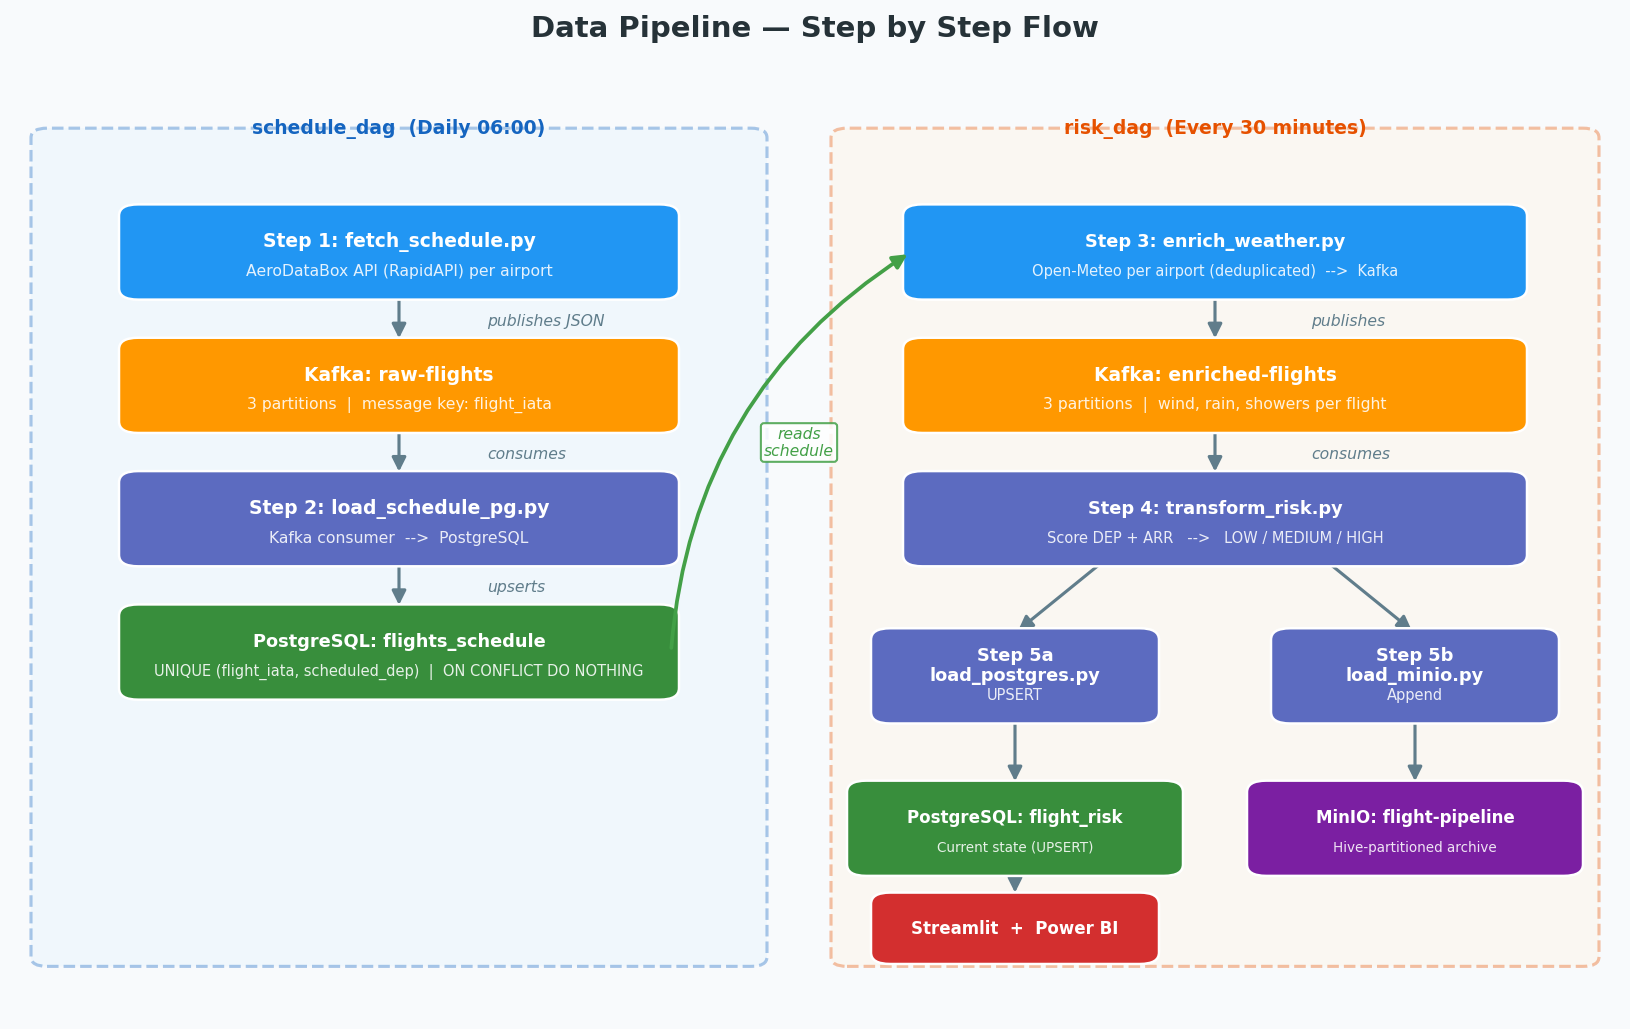 Data Pipeline — Step by Step Flow
schedule_dag  (Daily 06:00)
Step 1: fetch_schedule.py
AeroDataBox API (RapidAPI) per airport
publishes JSON
Kafka: raw-flights
3 partitions  |  message key: flight_iata
consumes
Step 2: load_schedule_pg.py
Kafka consumer  -->  PostgreSQL
upserts
PostgreSQL: flights_schedule
UNIQUE (flight_iata, scheduled_dep)  |  ON CONFLICT DO NOTHING
reads
schedule
risk_dag  (Every 30 minutes)
Step 3: enrich_weather.py
Open-Meteo per airport (deduplicated)  -->  Kafka
publishes
Kafka: enriched-flights
3 partitions  |  wind, rain, showers per flight
consumes
Step 4: transform_risk.py
Score DEP + ARR   -->   LOW / MEDIUM / HIGH
Step 5a
load_postgres.py
UPSERT
Step 5b
load_minio.py
Append
PostgreSQL: flight_risk
Current state (UPSERT)
MinIO: flight-pipeline
Hive-partitioned archive
Streamlit  +  Power BI